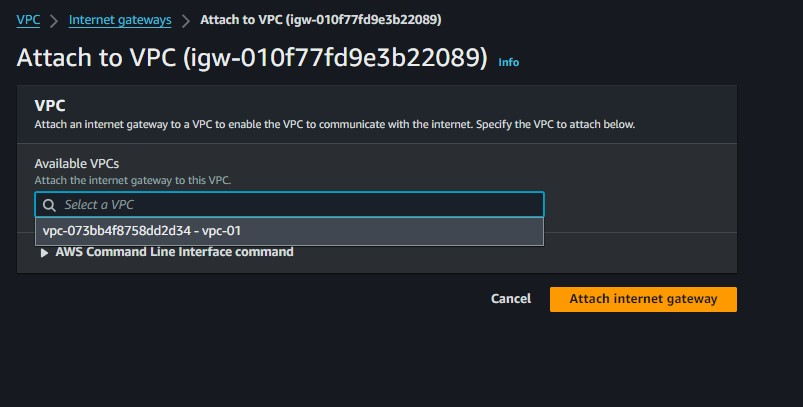 VPC > Internet gateways > Attach to VPC (igw-010f77fd9e3b22089)
Attach to VPC (igw-010f77fd9e3b22089) Info
VPC
Attach an internet gateway to a VPC to enable the VPC to communicate with the internet. Specify the VPC to attach below.
Available VPCs
Attach the internet gateway to this VPC.
Select a VPC
vpc-073bb4f8758dd2d34 - vpc-01
AWS Command Line Interface command
Cancel Attach internet gateway